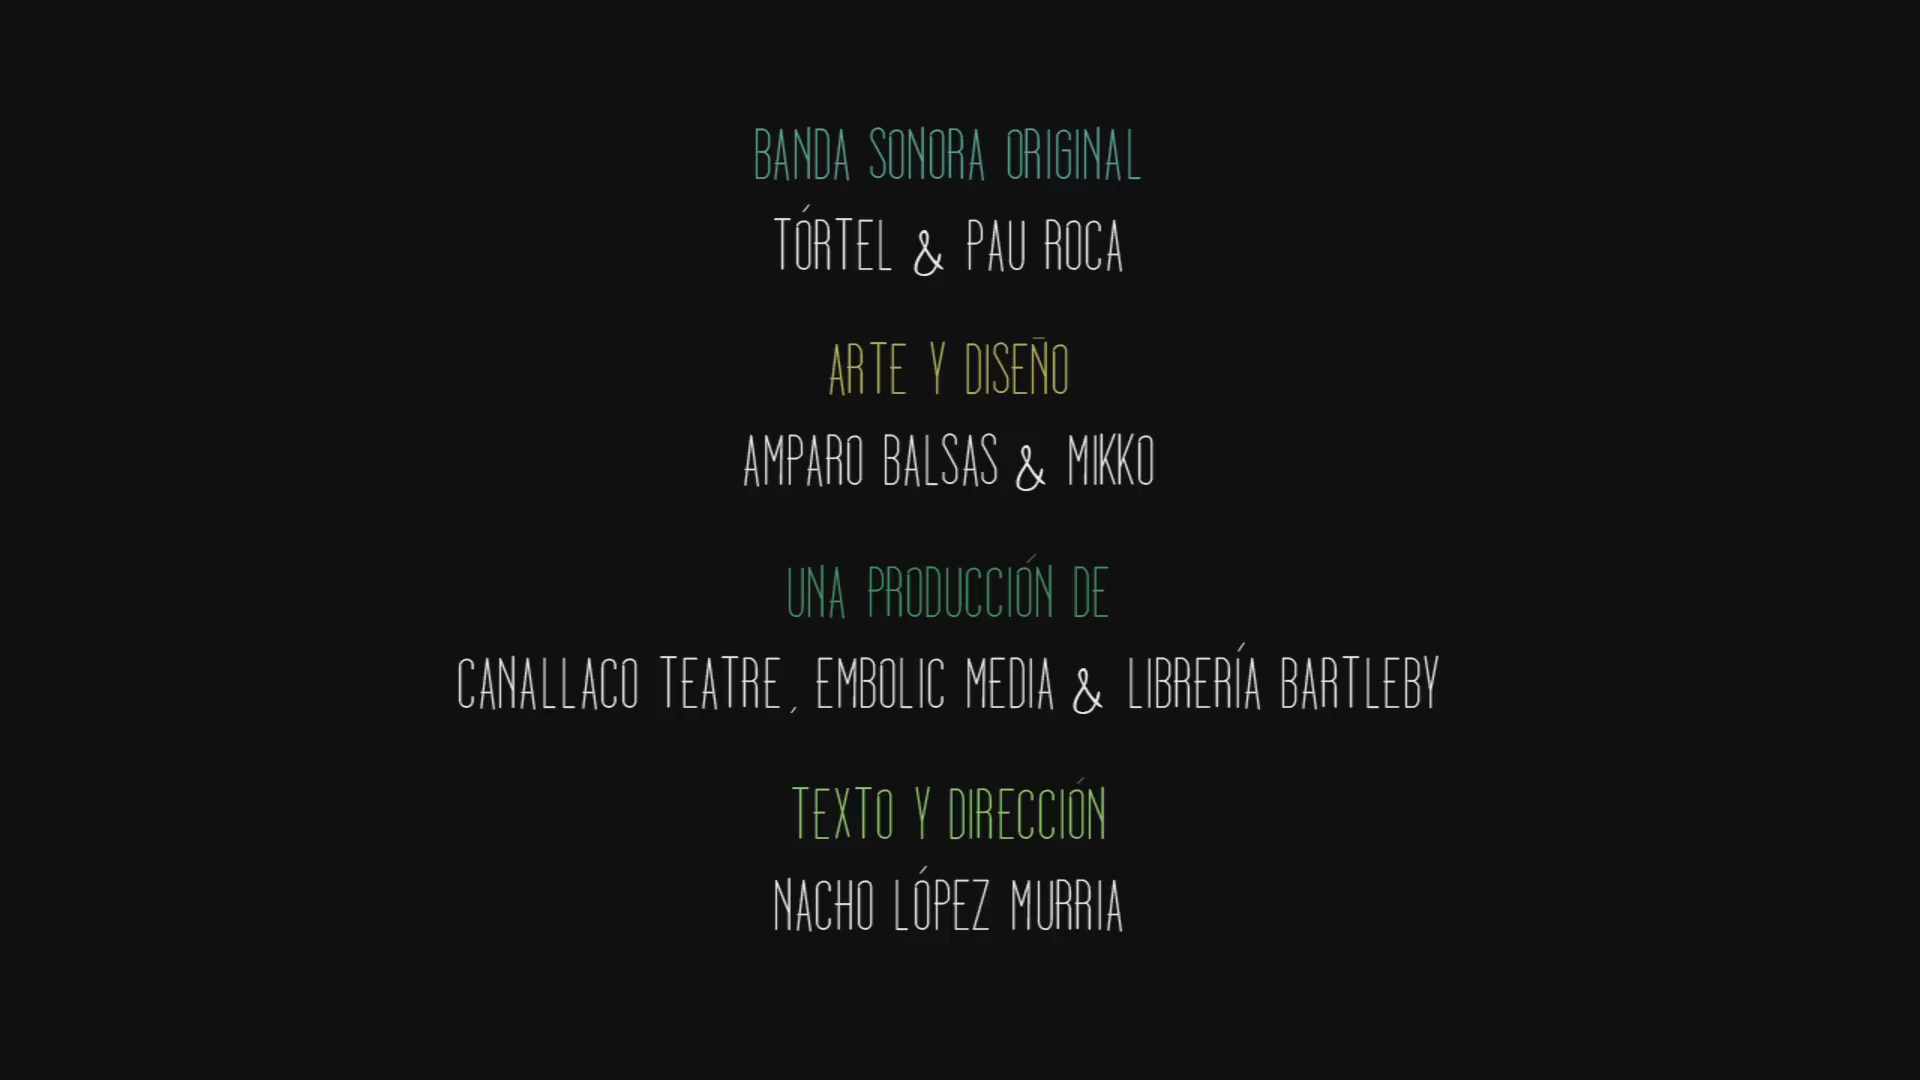 BANDA SONORA ORIGINAL
TÓRTEL & PAU ROCA
ARTE Y DISEÑO
AMPARO BALSAS & MIKKO
UNA PRODUCCIÓN DE
CANALLACO TEATRE, EMBOLIC MEDIA & LIBRERÍA BARTLEBY
TEXTO Y DIRECCIÓN
NACHO LÓPEZ MURRIA